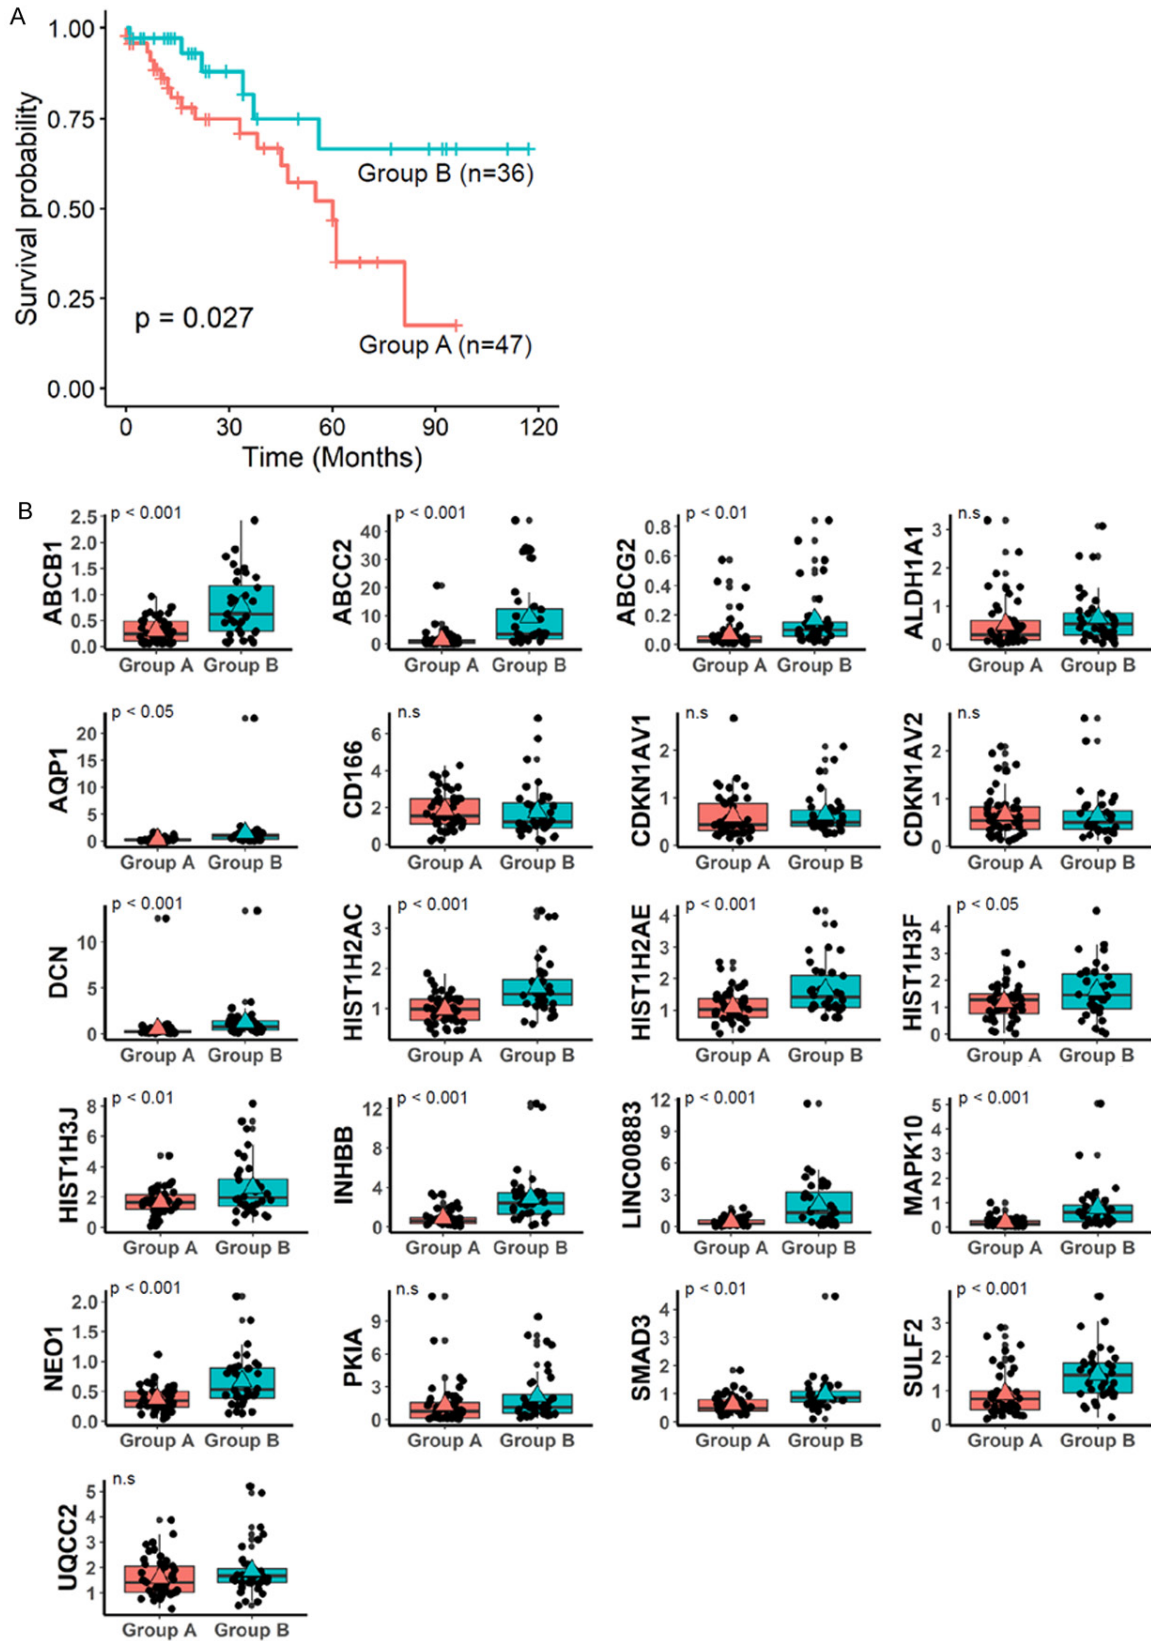 A
1.00
0.75
0.50
0.25
0.00
Survival probability
Group B (n=36)
p = 0.027
Group A (n=47)
0 30 60 90 120
Time (Months)
B
p < 0.001
ABCB1
2.5
2.0
1.5
1.0
0.5
0.0
Group A Group B
p < 0.001
ABCC2
40
30
20
10
0
Group A Group B
p < 0.01
ABCG2
0.8
0.6
0.4
0.2
0.0
Group A Group B
n.s
ALDH1A1
3
2
1
0
Group A Group B
p < 0.05
AQP1
20
15
10
5
0
Group A Group B
n.s
CD166
6
4
2
0
Group A Group B
n.s
CDKN1AV1
2
1
0
Group A Group B
n.s
CDKN1AV2
2
1
0
Group A Group B
p < 0.001
DCN
10
5
0
Group A Group B
p < 0.001
HIST1H2AC
3
2
1
Group A Group B
p < 0.001
HIST1H2AE
4
3
2
1
Group A Group B
p < 0.05
HIST1H3F
4
3
2
1
0
Group A Group B
p < 0.01
HIST1H3J
8
6
4
2
0
Group A Group B
p < 0.001
INHBB
12
8
4
0
Group A Group B
p < 0.001
LINC00883
12
9
6
3
0
Group A Group B
p < 0.001
MAPK10
5
4
3
2
1
0
Group A Group B
p < 0.001
NEO1
2.0
1.5
1.0
0.5
0.0
Group A Group B
n.s
PKIA
9
6
3
0
Group A Group B
p < 0.01
SMAD3
4
3
2
1
0
Group A Group B
p < 0.001
SULF2
3
2
1
0
Group A Group B
n.s
UQCC2
5
4
3
2
1
Group A Group B